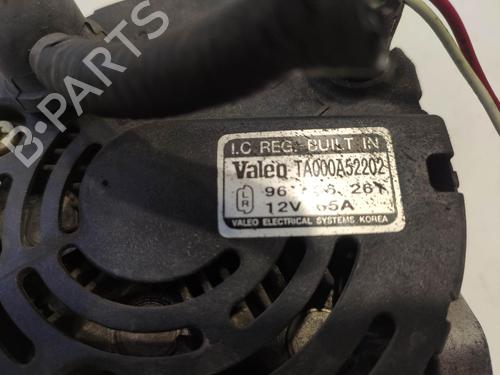 B-PARTS
I.C REG. BUILT IN
Valeo TA000A52202
L
R
12V 65A
VALEO ELECTRICAL SYSTEMS KOREA